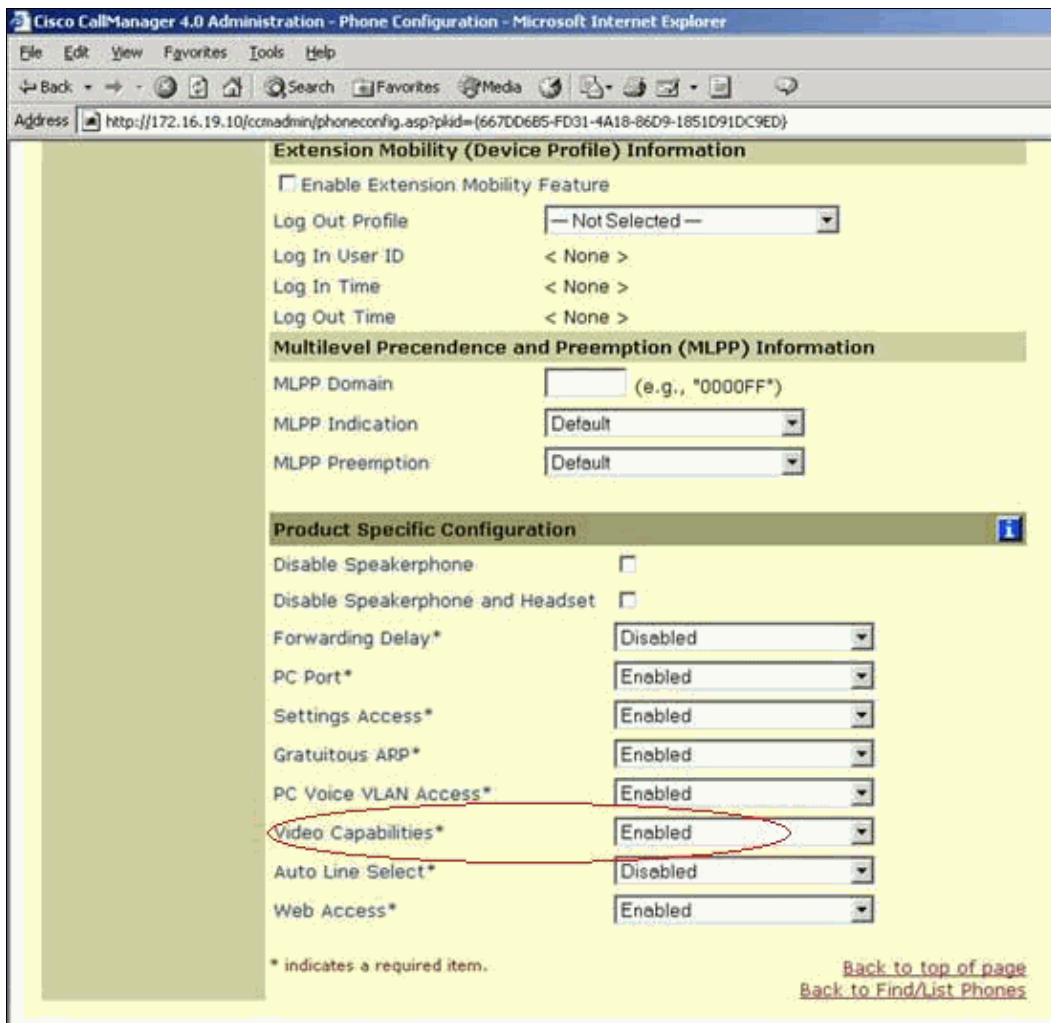 Cisco CallManager 4.0 Administration - Phone Configuration - Microsoft Internet Explorer
File Edit View Favorites Tools Help
Back Search Favorites Media
Address http://172.16.19.10/ccmadmin/phoneconfig.asp?pkid={667DD6B5-FD31-4A18-86D9-1851D91DC9ED}
Extension Mobility (Device Profile) Information
Enable Extension Mobility Feature
Log Out Profile — Not Selected —
Log In User ID < None >
Log In Time < None >
Log Out Time < None >
Multilevel Precendence and Preemption (MLPP) Information
MLPP Domain (e.g., "0000FF")
MLPP Indication Default
MLPP Preemption Default
Product Specific Configuration i
Disable Speakerphone
Disable Speakerphone and Headset
Forwarding Delay* Disabled
PC Port* Enabled
Settings Access* Enabled
Gratuitous ARP* Enabled
PC Voice VLAN Access* Enabled
Video Capabilities* Enabled
Auto Line Select* Disabled
Web Access* Enabled
* indicates a required item.
Back to top of page
Back to Find/List Phones